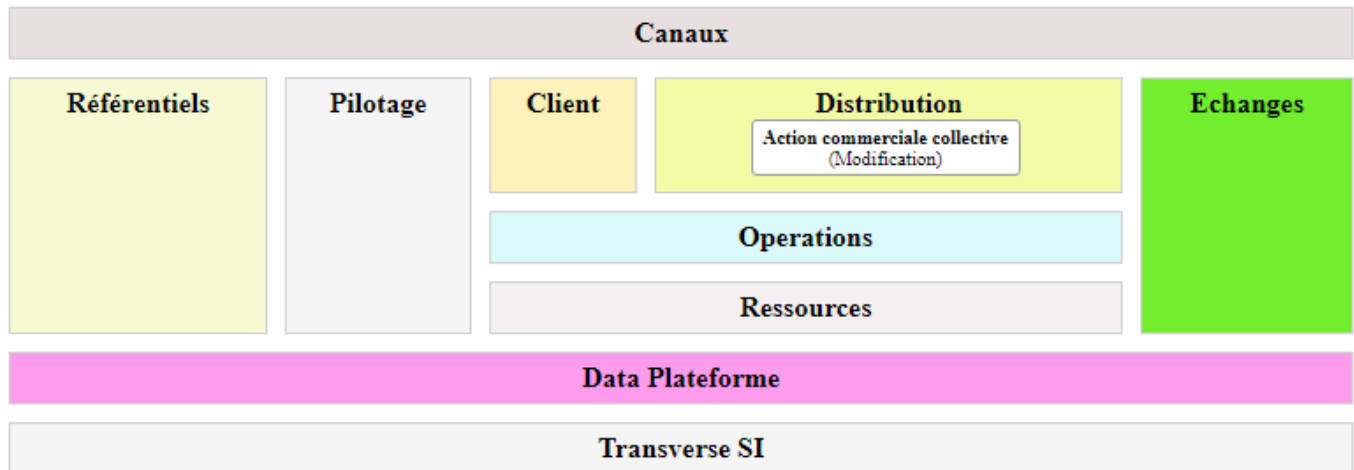 Canaux
Référentiels
Pilotage
Client
Distribution
Action commerciale collective
(Modification)
Echanges
Operations
Ressources
Data Plateforme
Transverse SI